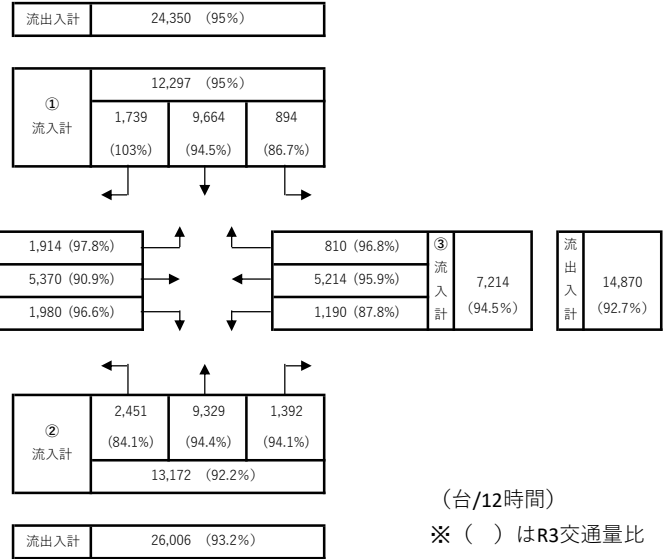 流出入計 24,350 (95%)
① 流入計
12,297 (95%)
1,739 9,664 894
(103%) (94.5%) (86.7%)
1,914 (97.8%)
5,370 (90.9%)
1,980 (96.6%)
810 (96.8%)
5,214 (95.9%)
1,190 (87.8%)
③流入計
7,214
(94.5%)
流出入計
14,870
(92.7%)
② 流入計
2,451 9,329 1,392
(84.1%) (94.4%) (94.1%)
13,172 (92.2%)
流出入計 26,006 (93.2%)
(台/12時間)
※( )はR3交通量比